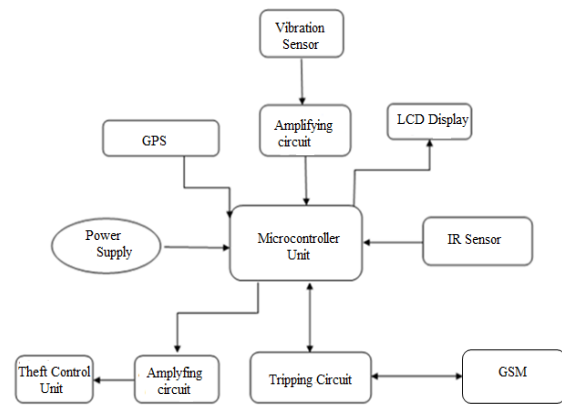 Vibration
Sensor
LCD Display
Amplifying
circuit
GPS
Power
Supply
Microcontroller
Unit
IR Sensor
Theft Control
Unit
Amplyfing
circuit
Tripping Circuit
GSM